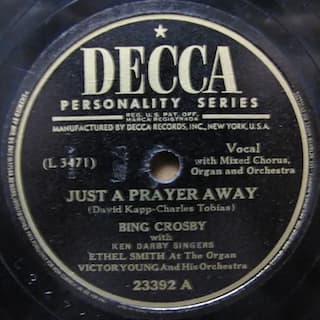 DECCA
PERSONALITY SERIES
REG. U.S. PAT. OFF.
MARCA REGISTRADA
MANUFACTURED BY DECCA RECORDS, INC., NEW YORK, U.S.A.
(L 3471)
Vocal
with Mixed Chorus,
Organ and Orchestra
JUST A PRAYER AWAY
(David Kapp-Charles Tobias)
BING CROSBY
with
KEN DARBY SINGERS
ETHEL SMITH At The Organ
VICTOR YOUNG And His Orchestra
23392 A